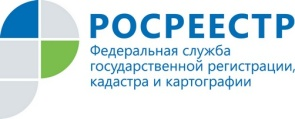 РОСРЕЕСТР
Федеральная служба
государственной регистрации,
кадастра и картографии